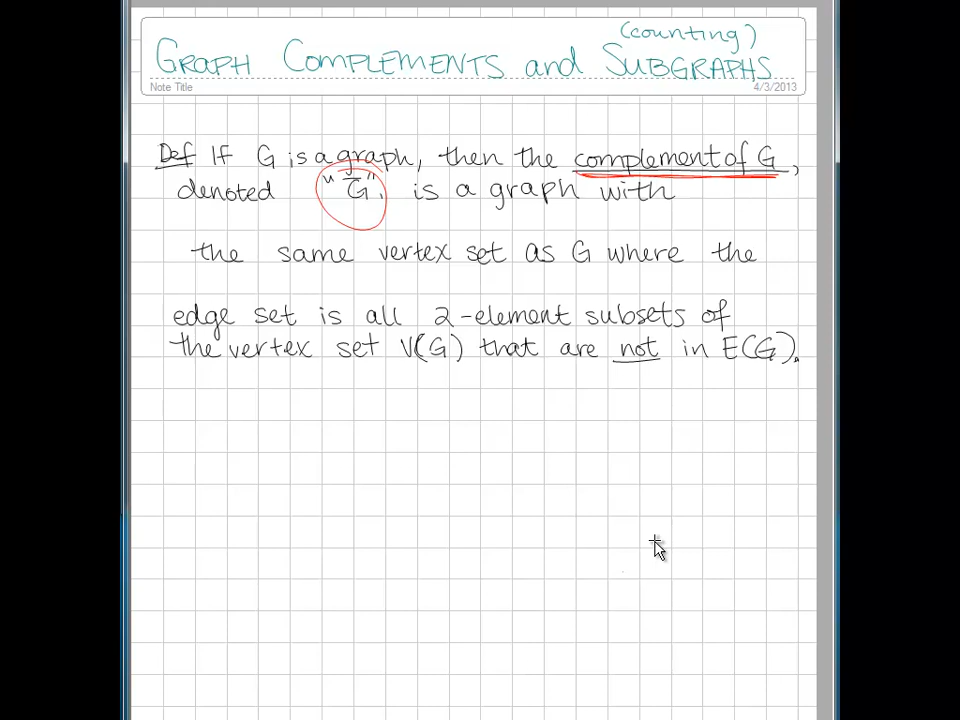 (counting)
GRAPH COMPLEMENTS and SUBGRAPHS
Note Title
4/3/2013
Def If G is a graph, then the complement of G,
denoted "G̅", is a graph with
the same vertex set as G where the
edge set is all 2-element subsets of
the vertex set V(G) that are not in E(G).